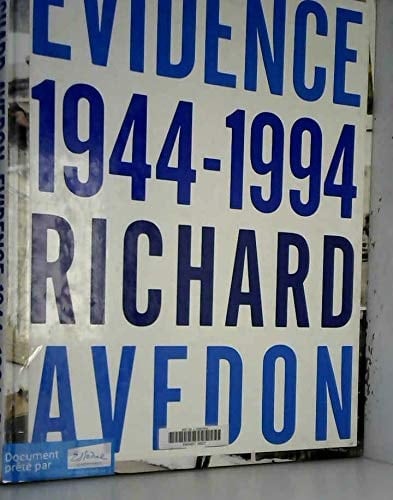 EVIDENCE
1944-1994
RICHARD
AVEDON
Document
prêté par